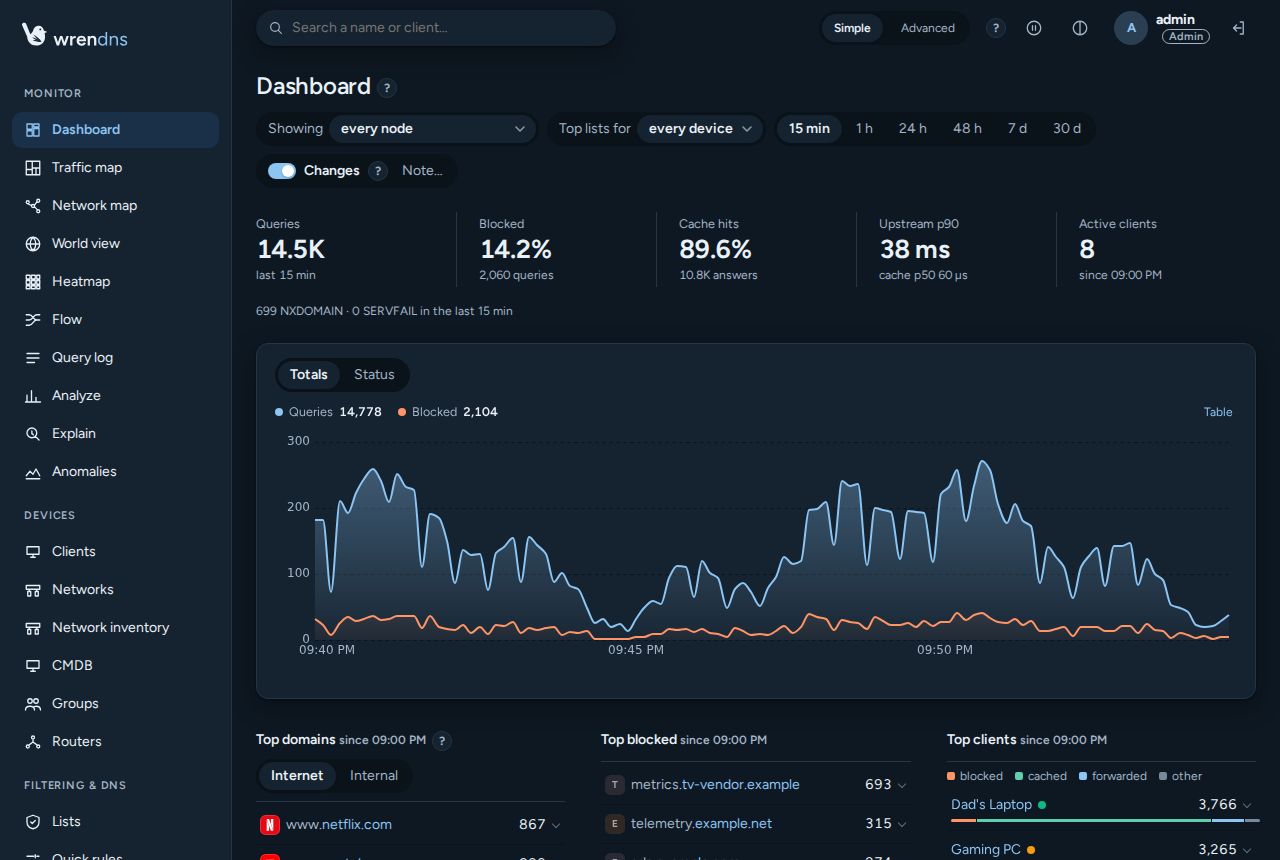 wrendns
MONITOR
Dashboard
Traffic map
Network map
World view
Heatmap
Flow
Query log
Analyze
Explain
Anomalies
DEVICES
Clients
Networks
Network inventory
CMDB
Groups
Routers
FILTERING & DNS
Lists
Quick rules
Search a name or client...
Simple
Advanced
?
A
admin
Admin
Dashboard ?
Showing every node
Top lists for every device
15 min 1 h 24 h 48 h 7 d 30 d
Changes ? Note...
Queries
14.5K
last 15 min
Blocked
14.2%
2,060 queries
Cache hits
89.6%
10.8K answers
Upstream p90
38 ms
cache p50 60 µs
Active clients
8
since 09:00 PM
699 NXDOMAIN · 0 SERVFAIL in the last 15 min
Totals Status
Queries 14,778 Blocked 2,104
Table
300
200
100
0
09:40 PM 09:45 PM 09:50 PM
Top domains since 09:00 PM ?
Internet Internal
www.netflix.com 867
Top blocked since 09:00 PM
T metrics.tv-vendor.example 693
E telemetry.example.net 315
Top clients since 09:00 PM
blocked cached forwarded other
Dad's Laptop 3,766
Gaming PC 3,265